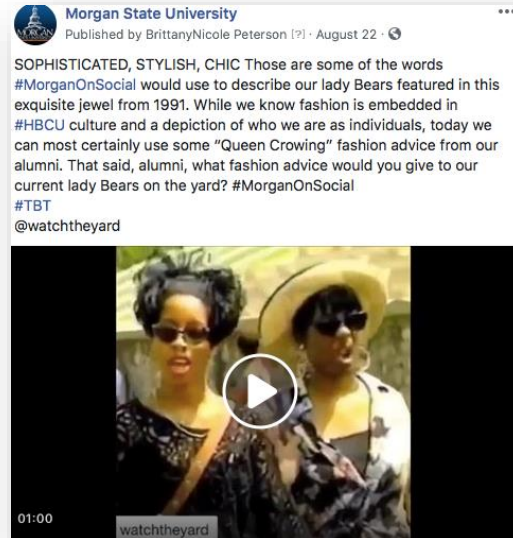 Morgan State University
Published by BrittanyNicole Peterson [?] · August 22 ·
SOPHISTICATED, STYLISH, CHIC Those are some of the words
#MorganOnSocial would use to describe our lady Bears featured in this
exquisite jewel from 1991. While we know fashion is embedded in
#HBCU culture and a depiction of who we are as individuals, today we
can most certainly use some “Queen Crowing” fashion advice from our
alumni. That said, alumni, what fashion advice would you give to our
current lady Bears on the yard? #MorganOnSocial
#TBT
@watchtheyard
01:00
watchtheyard